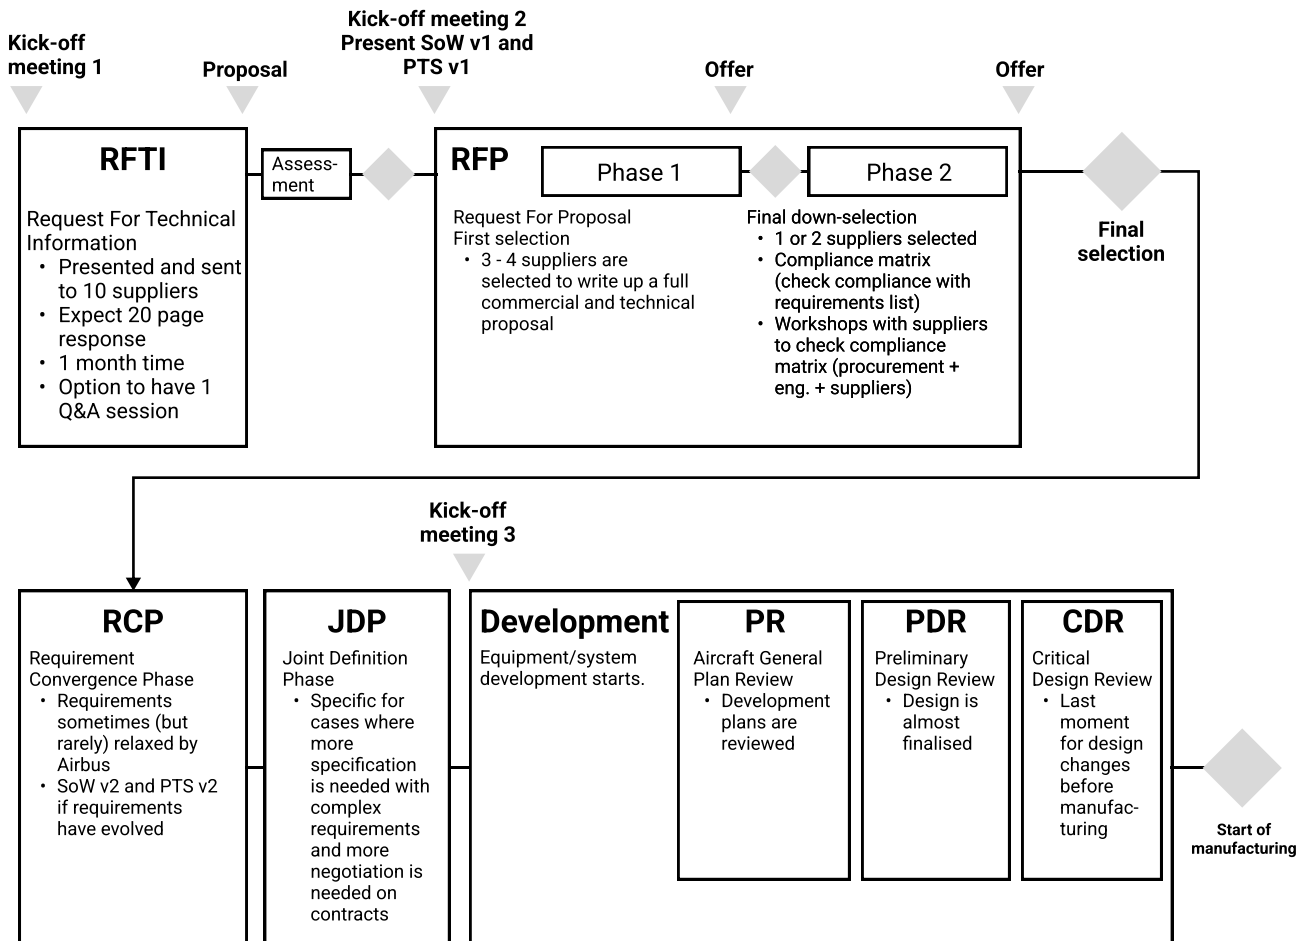 Kick-off
meeting 1
Proposal
Kick-off meeting 2
Present SoW v1 and
PTS v1
Offer
Offer
RFTI
Request For Technical
Information
• Presented and sent
to 10 suppliers
• Expect 20 page
response
• 1 month time
• Option to have 1
Q&A session
Assess-
ment
RFP
Phase 1
Request For Proposal
First selection
• 3 - 4 suppliers are
selected to write up a full
commercial and technical
proposal
Phase 2
Final down-selection
• 1 or 2 suppliers selected
• Compliance matrix
(check compliance with
requirements list)
• Workshops with suppliers
to check compliance
matrix (procurement +
eng. + suppliers)
Final
selection
Kick-off
meeting 3
RCP
Requirement
Convergence Phase
• Requirements
sometimes (but
rarely) relaxed by
Airbus
• SoW v2 and PTS v2
if requirements
have evolved
JDP
Joint Definition
Phase
• Specific for
cases where
more
specification
is needed with
complex
requirements
and more
negotiation is
needed on
contracts
Development
Equipment/system
development starts.
PR
Aircraft General
Plan Review
• Development
plans are
reviewed
PDR
Preliminary
Design Review
• Design is
almost
finalised
CDR
Critical
Design Review
• Last
moment
for design
changes
before
manufac-
turing
Start of
manufacturing